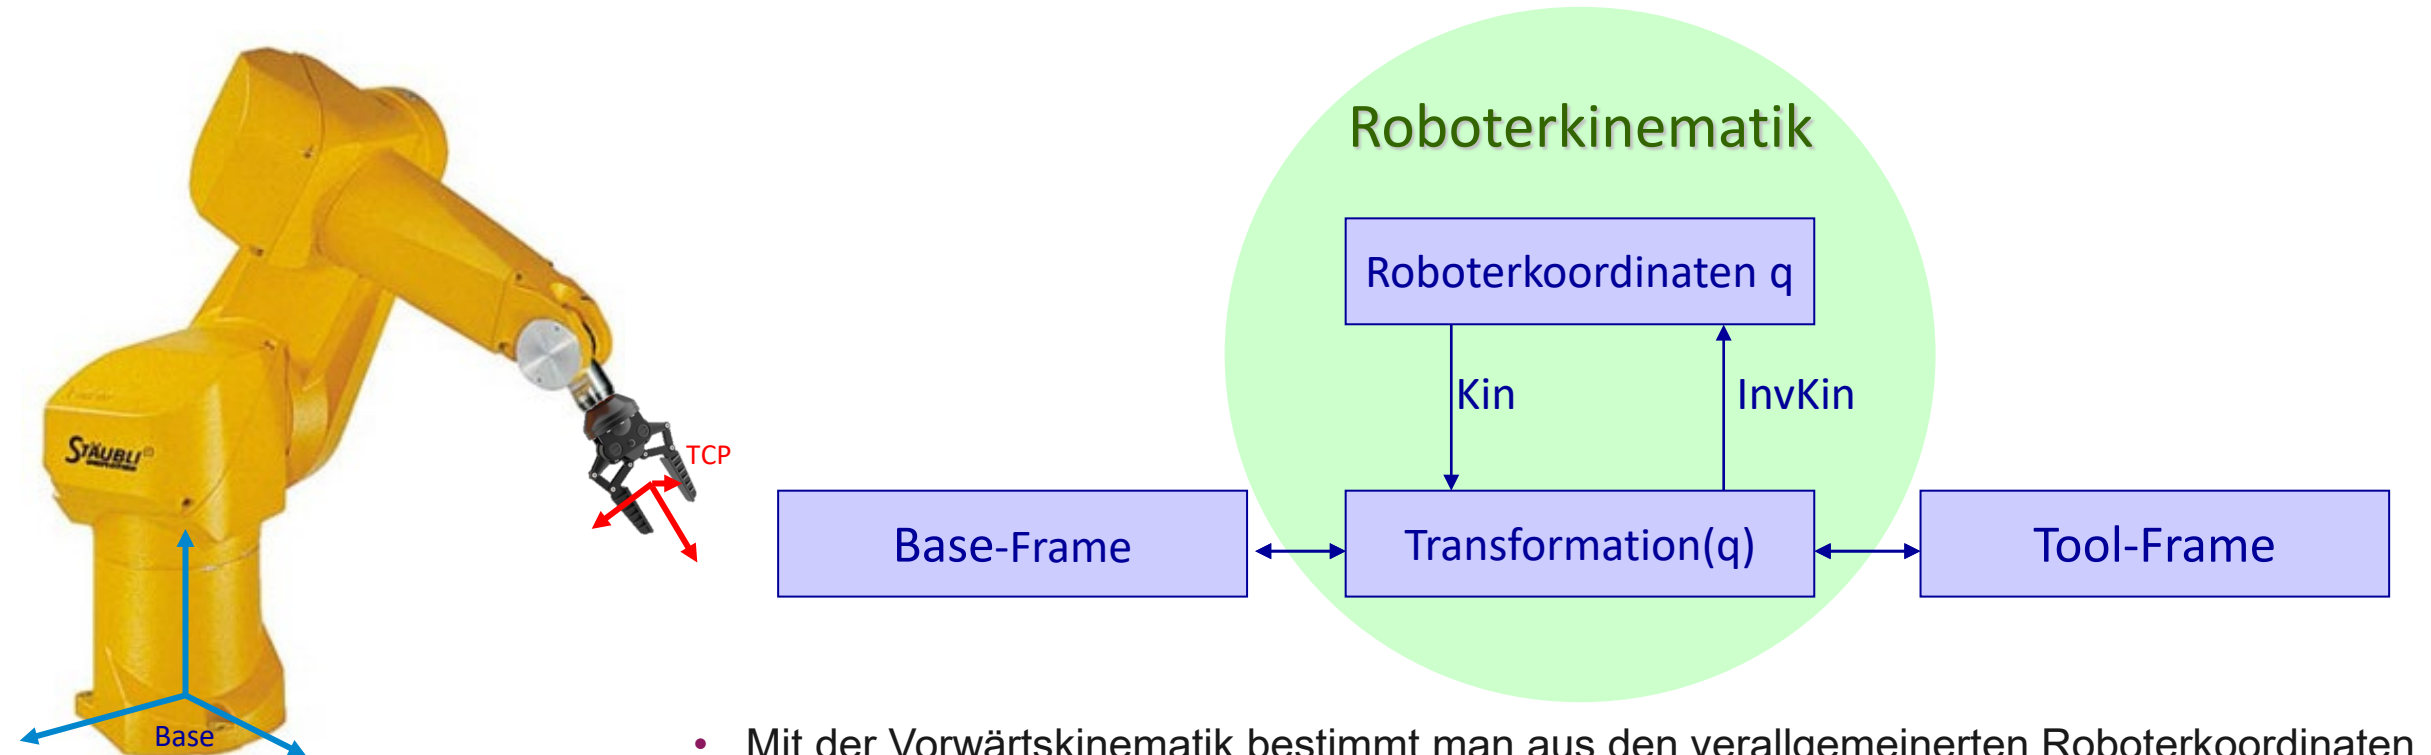 Roboterkinematik
Roboterkoordinaten q
Kin
InvKin
STÄUBLI
TCP
Base-Frame
Transformation(q)
Tool-Frame
Base
• Mit der Vorwärtskinematik bestimmt man aus den verallgemeinerten Roboterkoordinaten